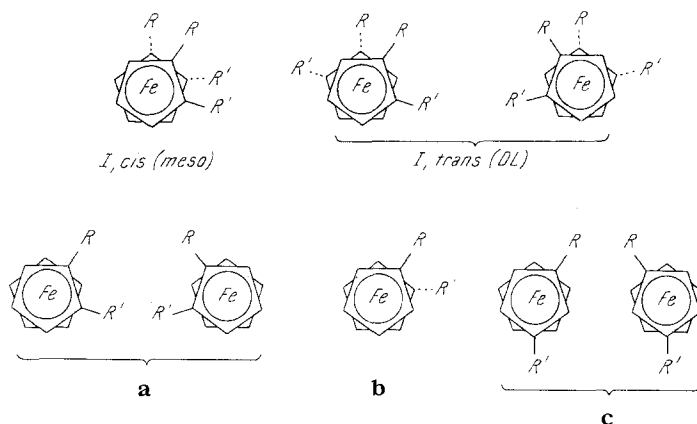 R R R' R' Fe
R R R' R' Fe
R R R' R' Fe
I, cis (meso)
I, trans (DL)
R R' Fe
R R' Fe
R R' Fe
R R' Fe
R R' Fe
a
b
c